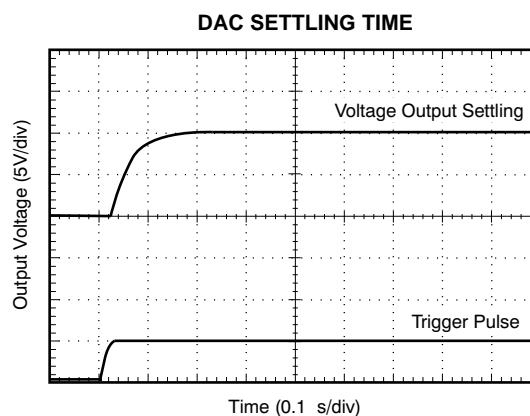 DAC SETTLING TIME
Output Voltage (5V/div)
Voltage Output Settling
Trigger Pulse
Time (0.1 s/div)